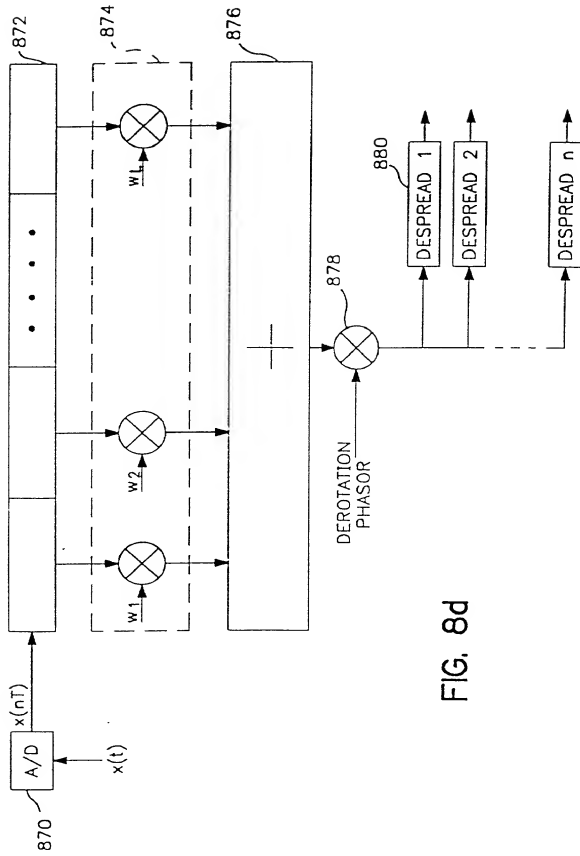 872
874
876
x(nT)
A/D
x(t)
870
w1
w2
wL
878
DEROTATION
PHASOR
880
DESPREAD 1
DESPREAD 2
DESPREAD n
FIG. 8d